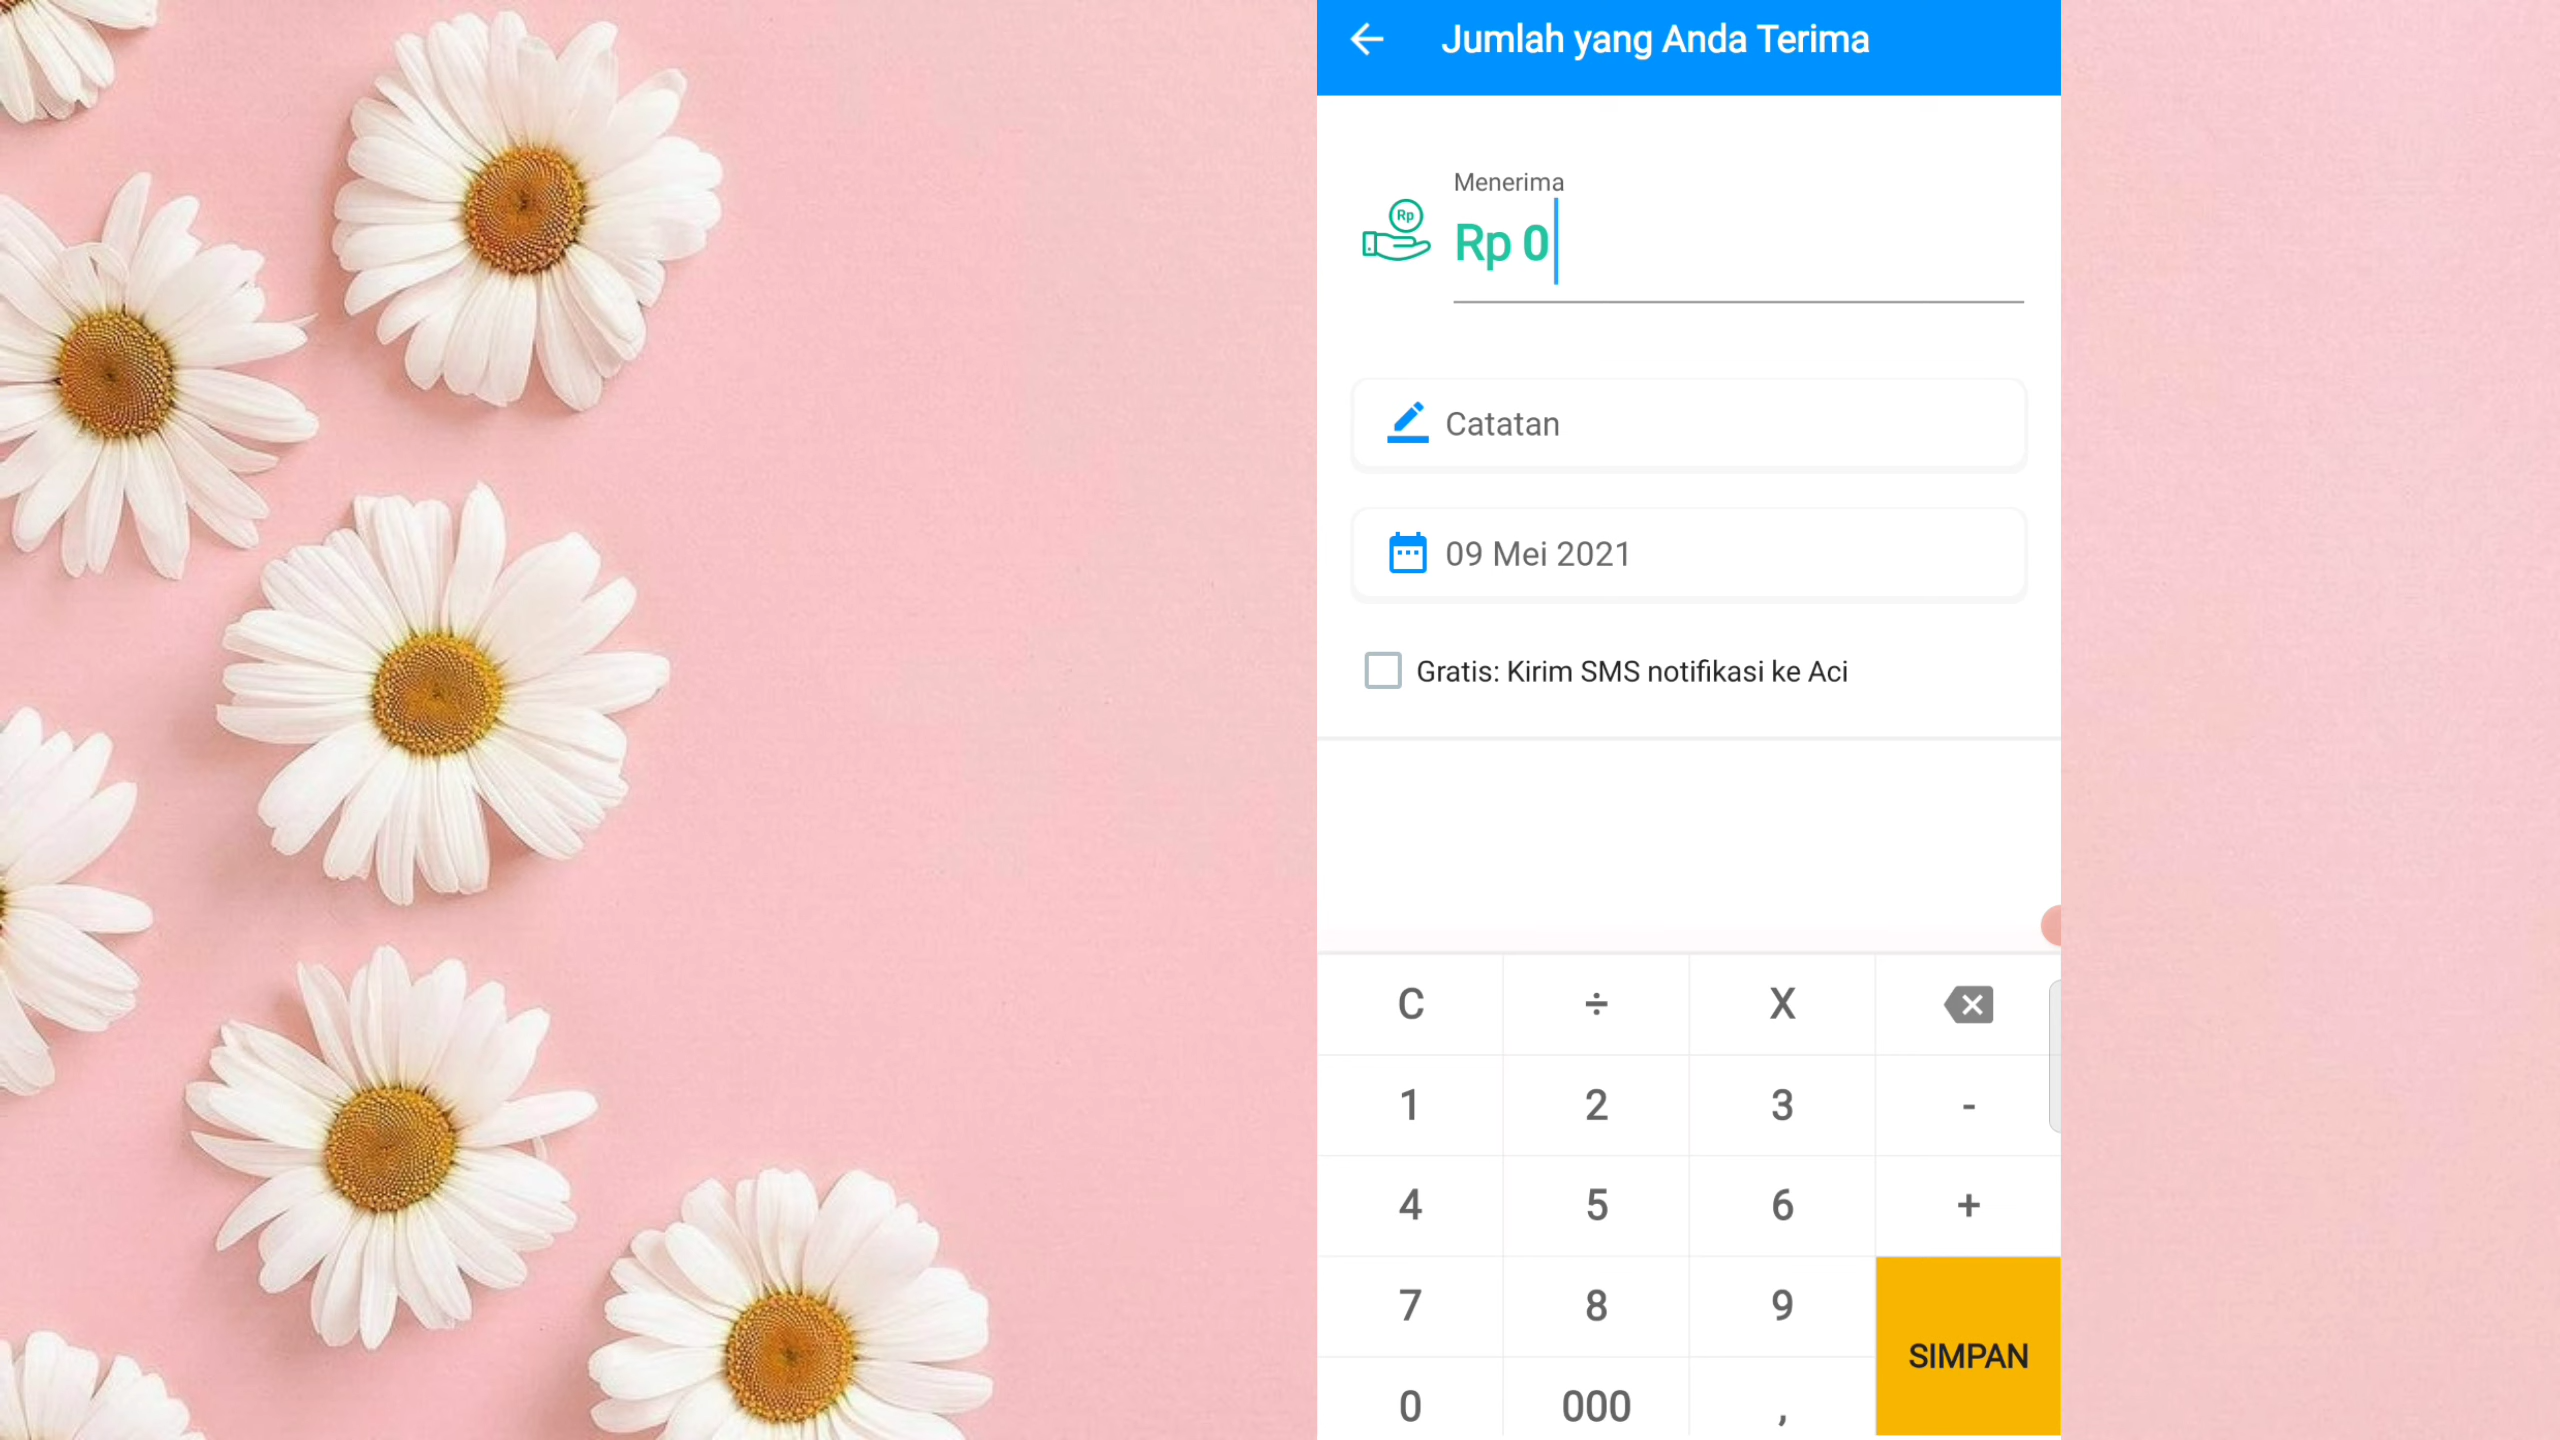 Jumlah yang Anda Terima
Menerima
Rp
Rp 0
Catatan
09 Mei 2021
Gratis: Kirim SMS notifikasi ke Aci
C ÷ X
1 2 3 -
4 5 6 +
7 8 9
SIMPAN
0 000 ,